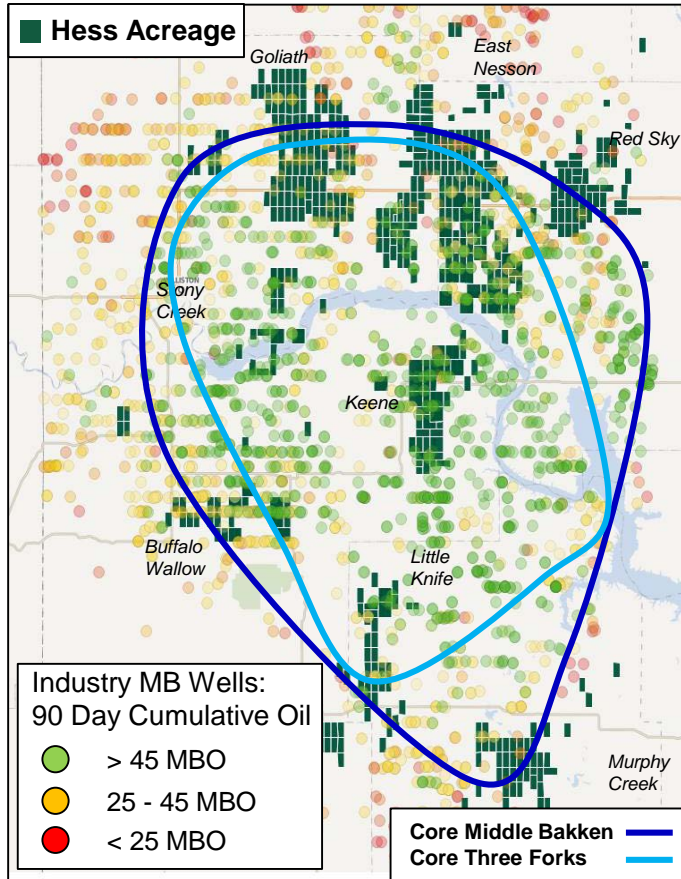 Hess Acreage
Goliath
East
Nesson
Red Sky
LLISTON
Stony
Creek
Keene
Buffalo
Wallow
Little
Knife
Industry MB Wells:
90 Day Cumulative Oil
> 45 MBO
25 - 45 MBO
< 25 MBO
Murphy
Creek
Core Middle Bakken
Core Three Forks